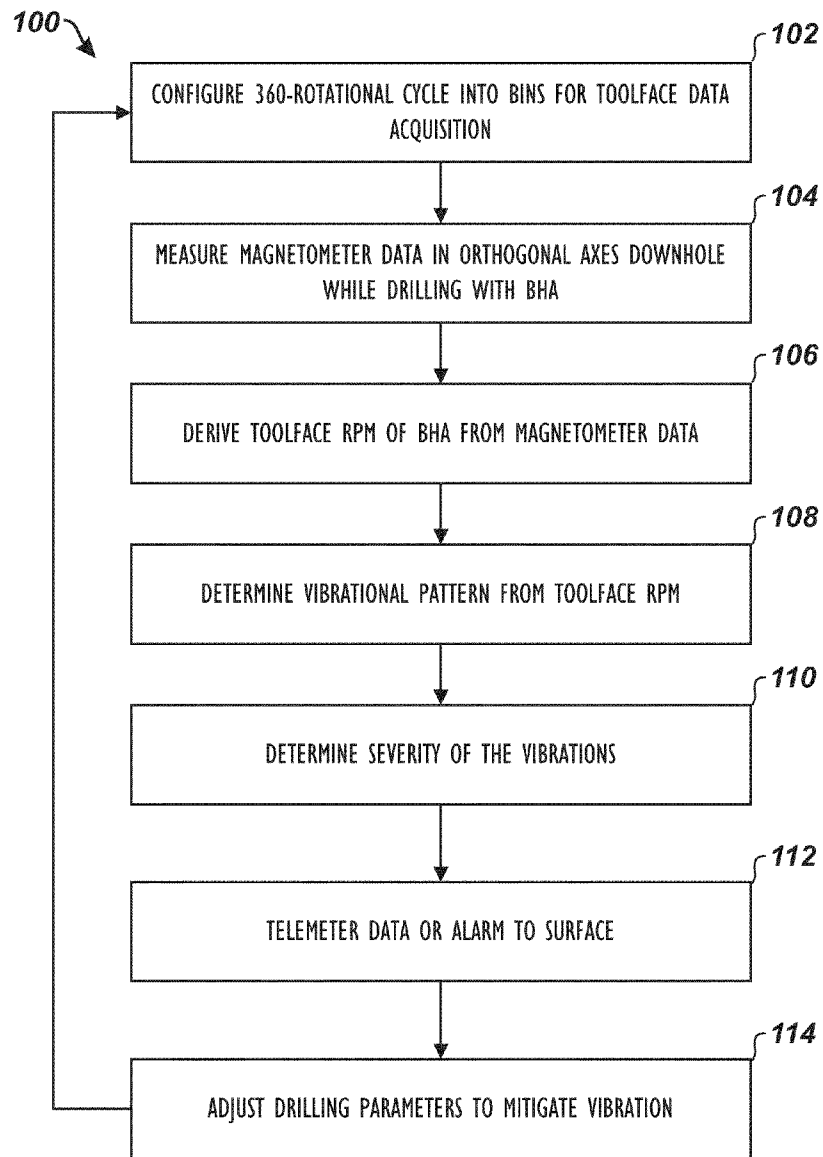 100
102
CONFIGURE 360-ROTATIONAL CYCLE INTO BINS FOR TOOLFACE DATA
ACQUISITION
104
MEASURE MAGNETOMETER DATA IN ORTHOGONAL AXES DOWNHOLE
WHILE DRILLING WITH BHA
106
DERIVE TOOLFACE RPM OF BHA FROM MAGNETOMETER DATA
108
DETERMINE VIBRATIONAL PATTERN FROM TOOLFACE RPM
110
DETERMINE SEVERITY OF THE VIBRATIONS
112
TELEMETER DATA OR ALARM TO SURFACE
114
ADJUST DRILLING PARAMETERS TO MITIGATE VIBRATION